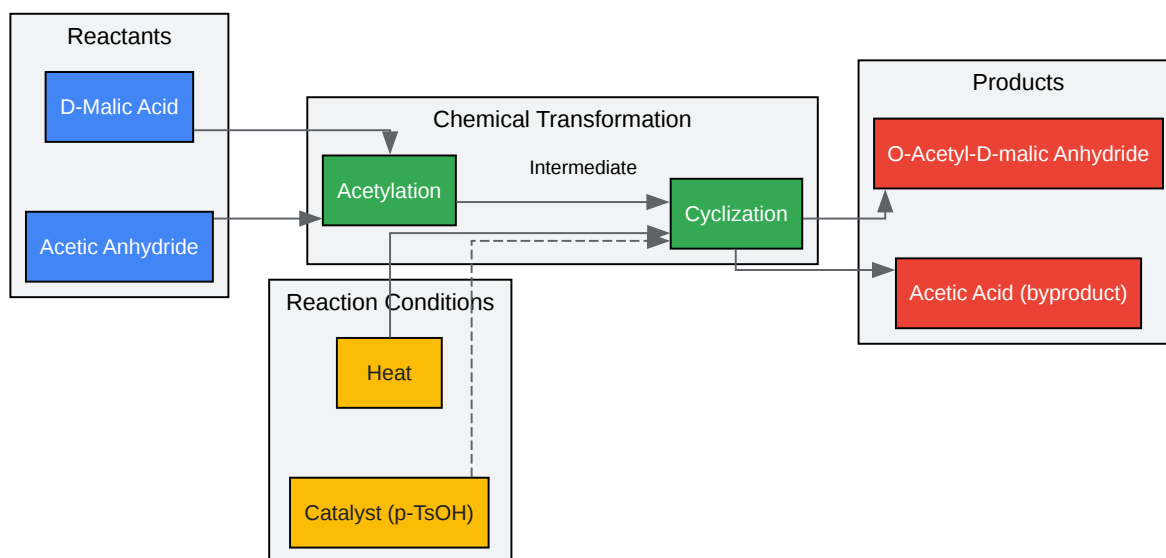 Reactants
D-Malic Acid
Acetic Anhydride
Chemical Transformation
Acetylation
Intermediate
Cyclization
Reaction Conditions
Heat
Catalyst (p-TsOH)
Products
O-Acetyl-D-malic Anhydride
Acetic Acid (byproduct)